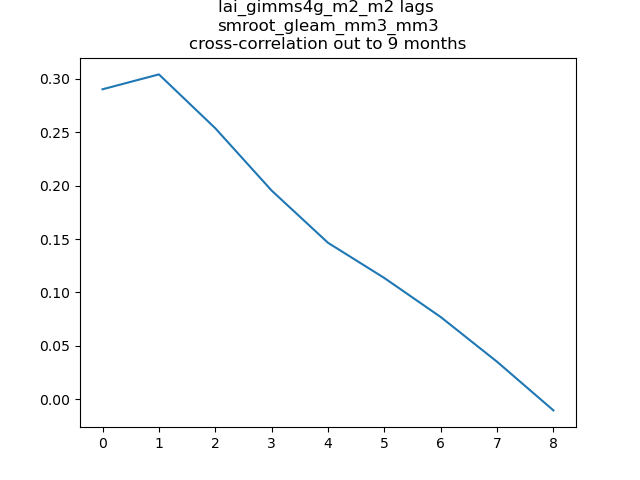 lai_gimms4g_m2_m2 lags
smroot_gleam_mm3_mm3
cross-correlation out to 9 months
0.30
0.25
0.20
0.15
0.10
0.05
0.00
0 1 2 3 4 5 6 7 8